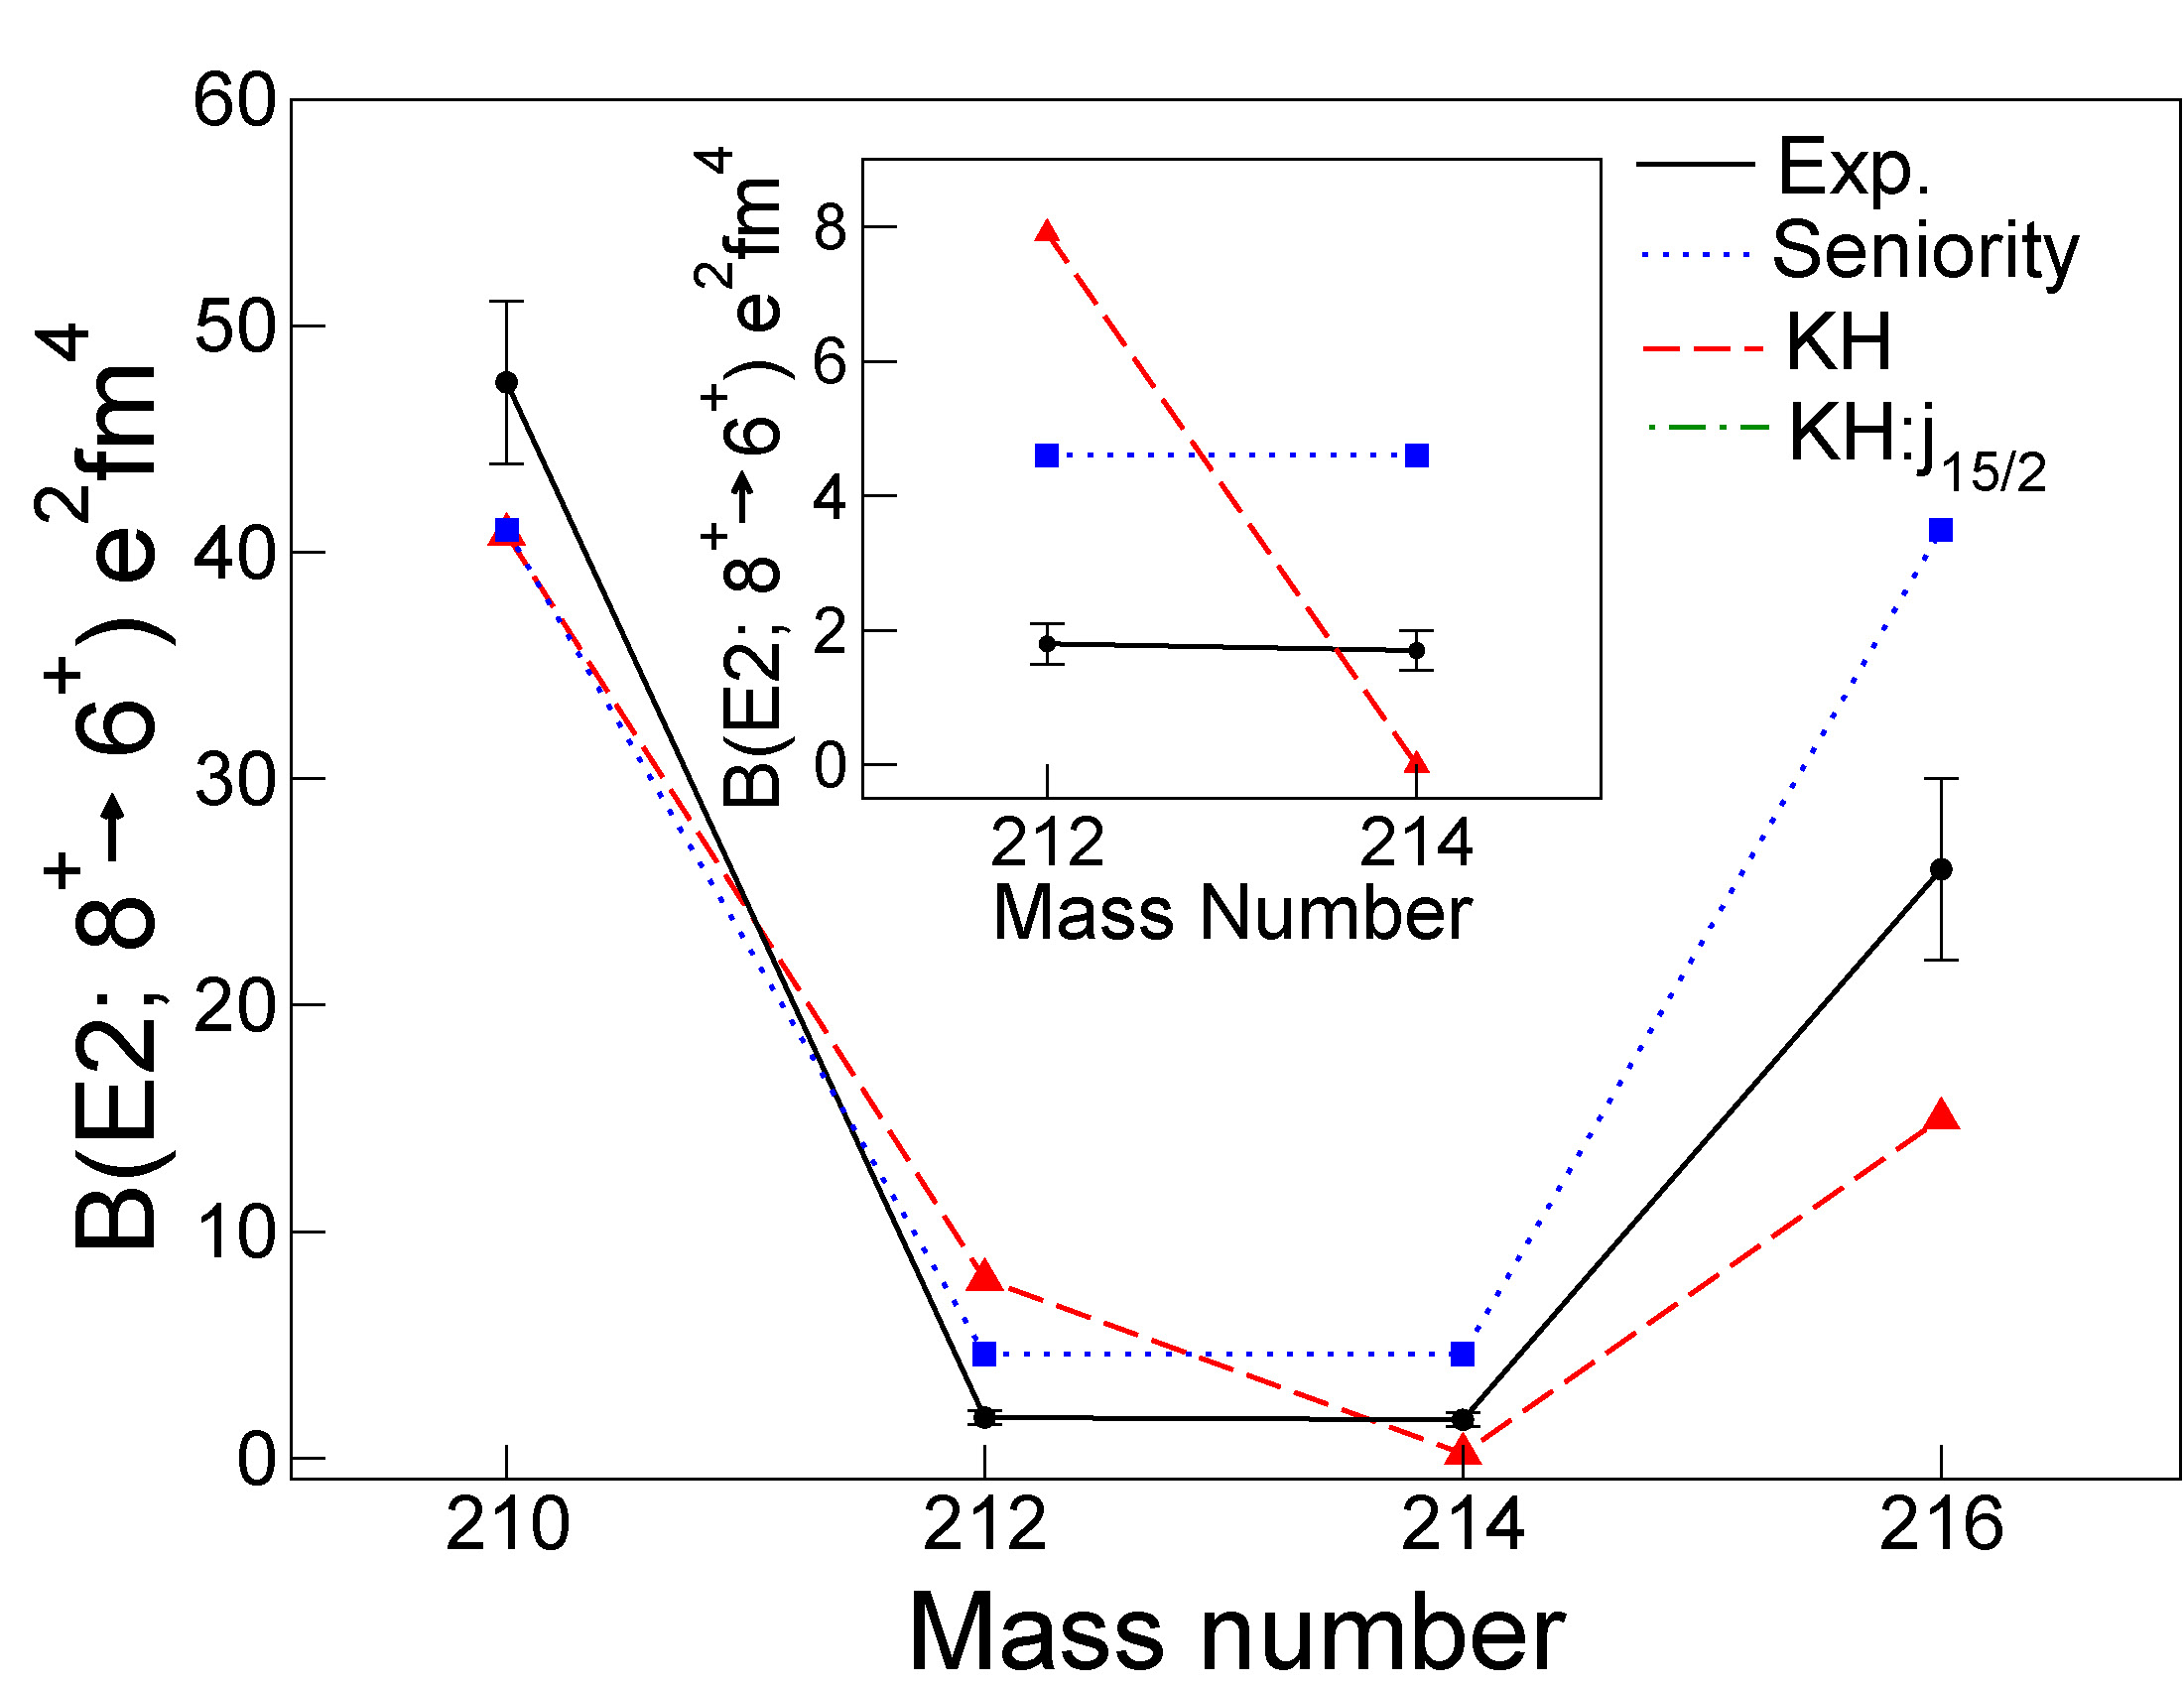 B(E2; 8⁺→6⁺) e²fm⁴
60
50
40
30
20
10
0
210
212
214
216
Mass number
B(E2; 8⁺→6⁺) e²fm⁴
8
6
4
2
0
212
214
Mass Number
Exp.
Seniority
KH
KH:j₁₅/₂